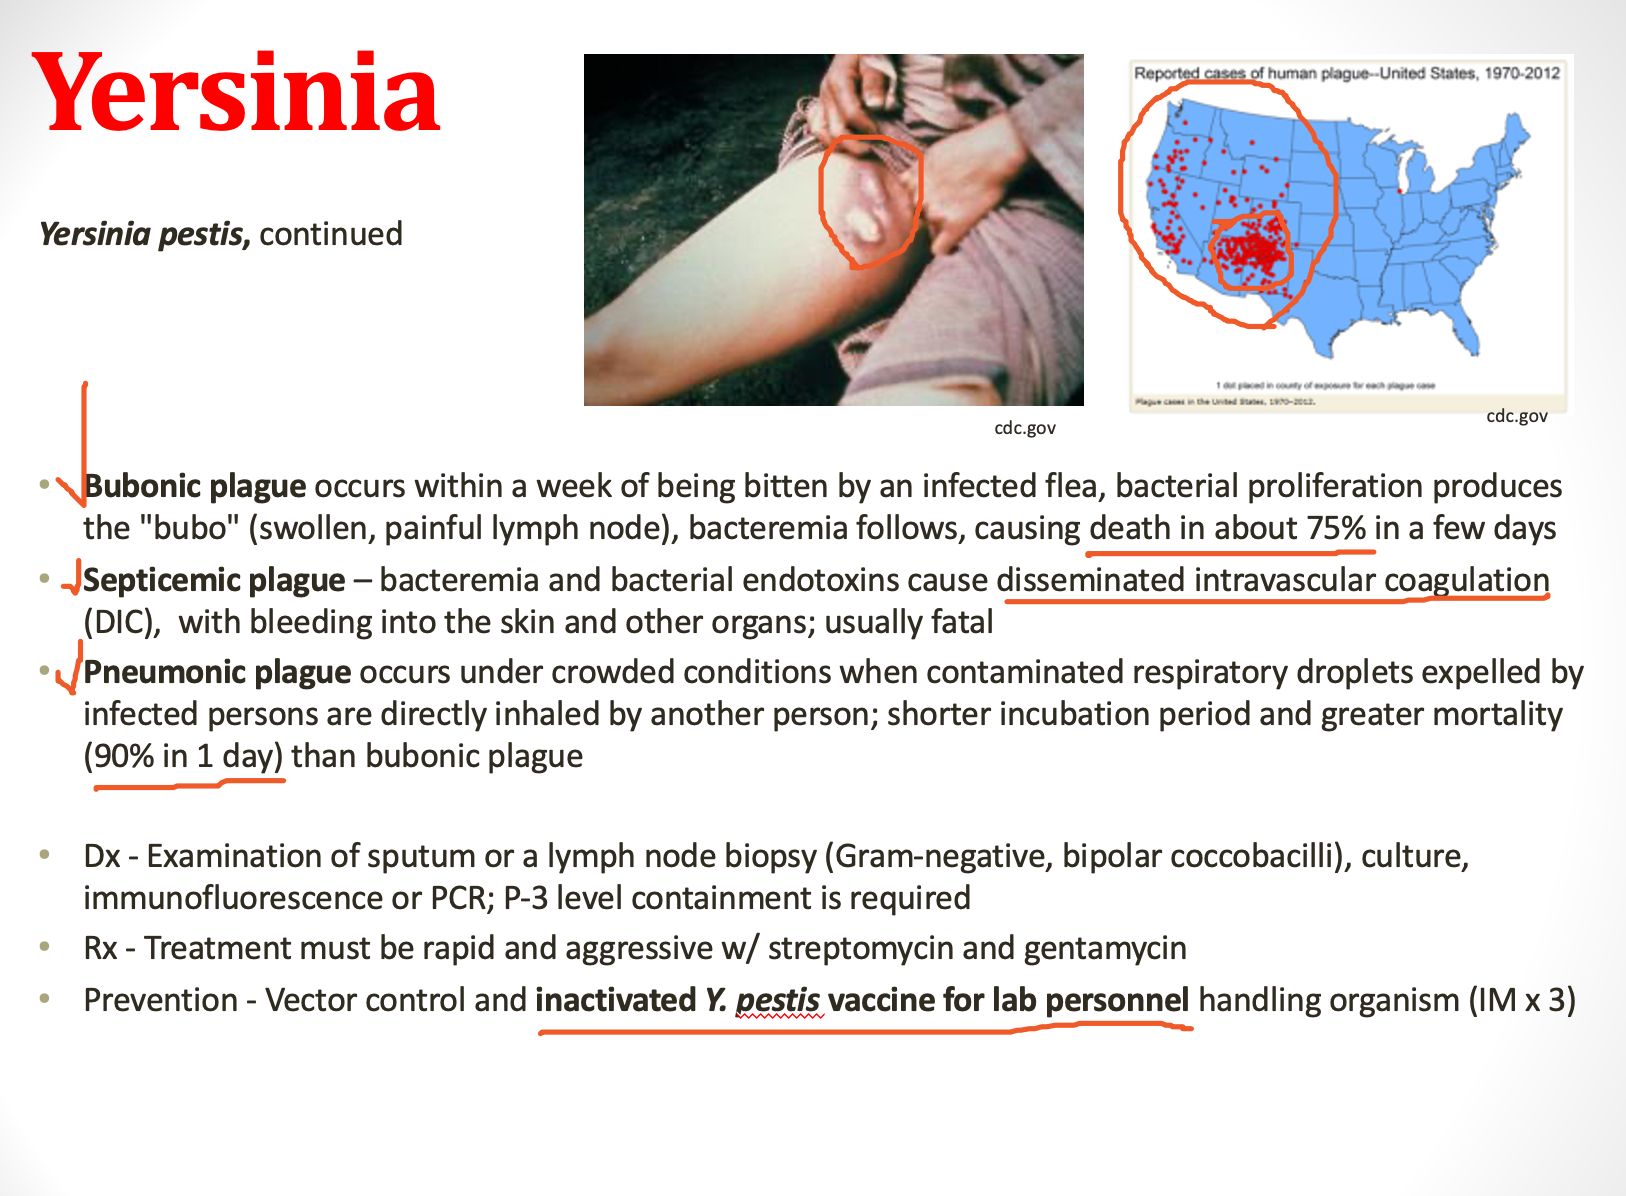 Yersinia
Reported cases of human plague--United States, 1970-2012
Yersinia pestis, continued
1 dot placed in county of exposure for each plague case
Plague cases in the United States, 1970-2012.
cdc.gov
cdc.gov
• Bubonic plague occurs within a week of being bitten by an infected flea, bacterial proliferation produces
the "bubo" (swollen, painful lymph node), bacteremia follows, causing death in about 75% in a few days
• Septicemic plague – bacteremia and bacterial endotoxins cause disseminated intravascular coagulation
(DIC),  with bleeding into the skin and other organs; usually fatal
• Pneumonic plague occurs under crowded conditions when contaminated respiratory droplets expelled by
infected persons are directly inhaled by another person; shorter incubation period and greater mortality
(90% in 1 day) than bubonic plague
• Dx - Examination of sputum or a lymph node biopsy (Gram-negative, bipolar coccobacilli), culture,
immunofluorescence or PCR; P-3 level containment is required
• Rx - Treatment must be rapid and aggressive w/ streptomycin and gentamycin
• Prevention - Vector control and inactivated Y. pestis vaccine for lab personnel handling organism (IM x 3)